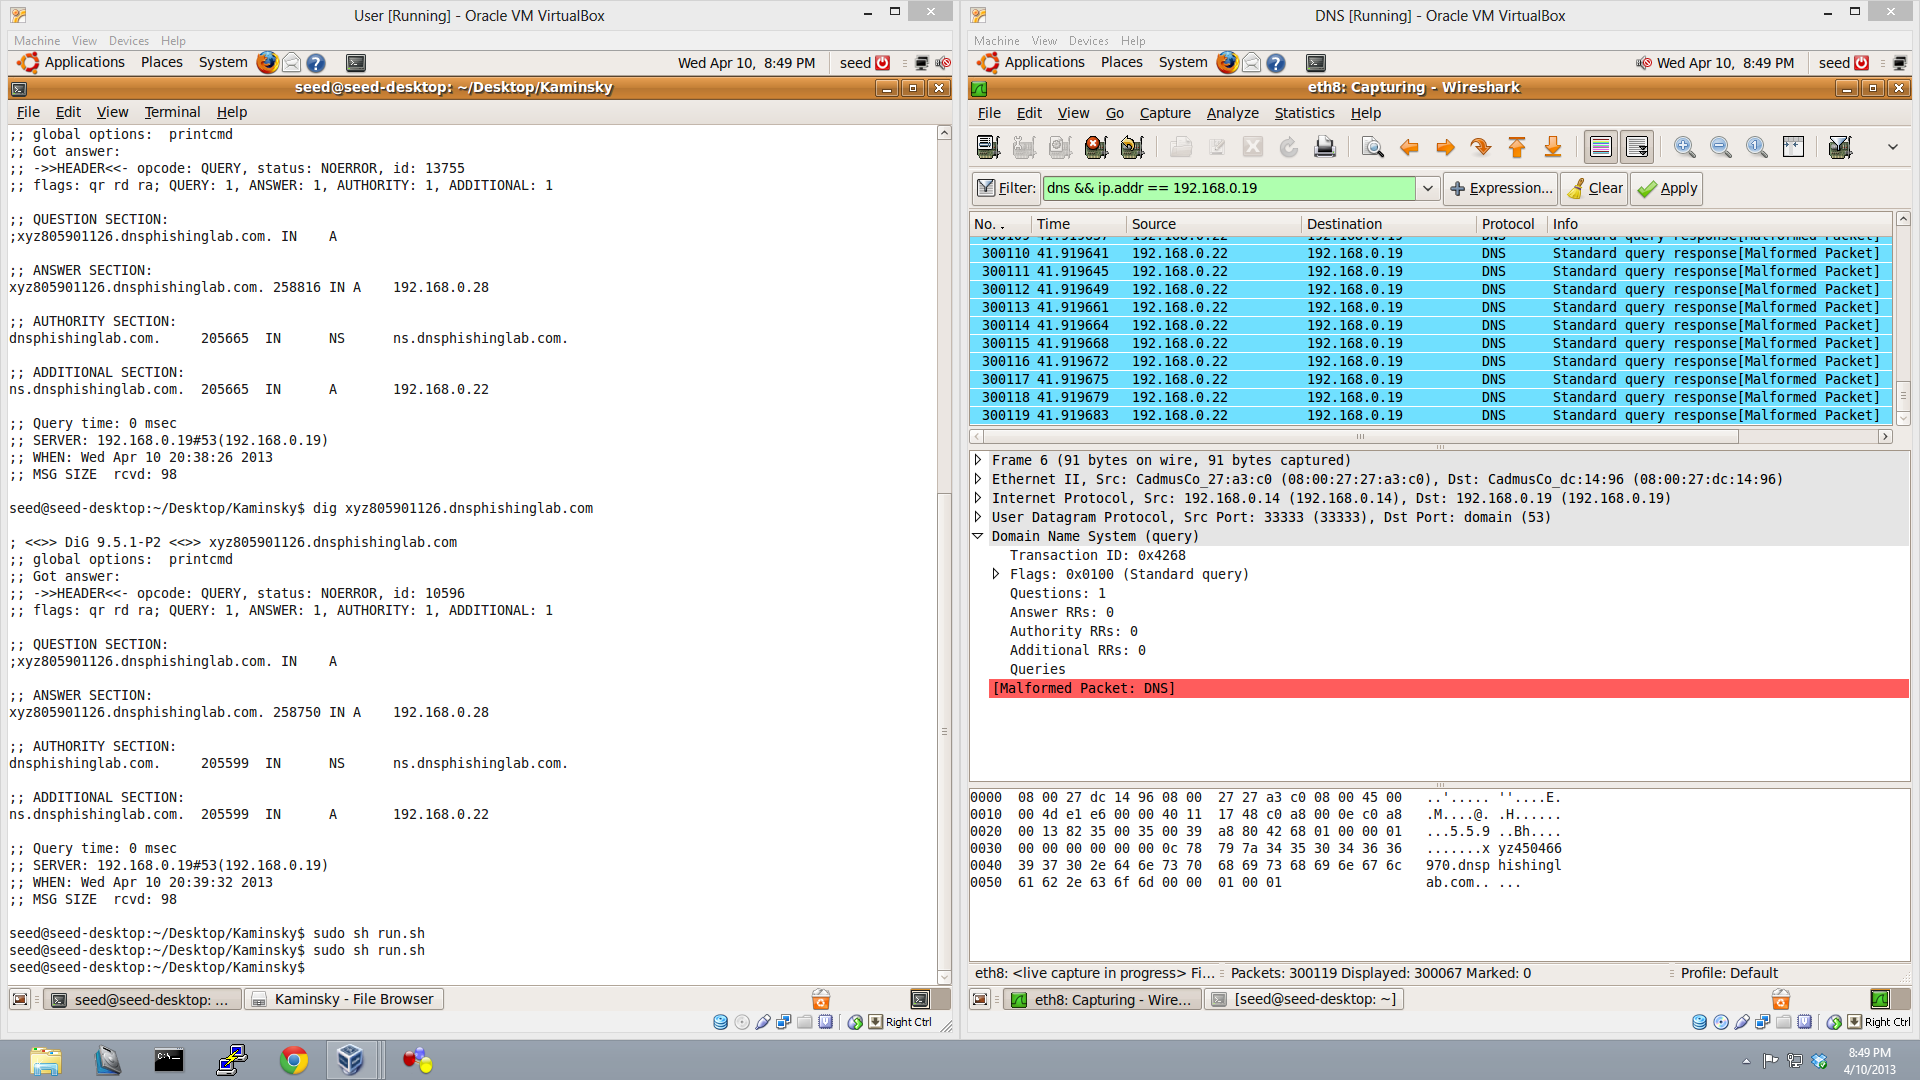 User [Running] - Oracle VM VirtualBox
Machine View Devices Help
Applications Places System Wed Apr 10, 8:49 PM seed
seed@seed-desktop: ~/Desktop/Kaminsky
File Edit View Terminal Help
;; global options:  printcmd
;; Got answer:
;; ->>HEADER<<- opcode: QUERY, status: NOERROR, id: 13755
;; flags: qr rd ra; QUERY: 1, ANSWER: 1, AUTHORITY: 1, ADDITIONAL: 1
;; QUESTION SECTION:
;xyz805901126.dnsphishinglab.com. IN    A
;; ANSWER SECTION:
xyz805901126.dnsphishinglab.com. 258816 IN A    192.168.0.28
;; AUTHORITY SECTION:
dnsphishinglab.com.     205665  IN      NS      ns.dnsphishinglab.com.
;; ADDITIONAL SECTION:
ns.dnsphishinglab.com.  205665  IN      A       192.168.0.22
;; Query time: 0 msec
;; SERVER: 192.168.0.19#53(192.168.0.19)
;; WHEN: Wed Apr 10 20:38:26 2013
;; MSG SIZE  rcvd: 98
seed@seed-desktop:~/Desktop/Kaminsky$ dig xyz805901126.dnsphishinglab.com
; <<>> DiG 9.5.1-P2 <<>> xyz805901126.dnsphishinglab.com
;; global options:  printcmd
;; Got answer:
;; ->>HEADER<<- opcode: QUERY, status: NOERROR, id: 10596
;; flags: qr rd ra; QUERY: 1, ANSWER: 1, AUTHORITY: 1, ADDITIONAL: 1
;; QUESTION SECTION:
;xyz805901126.dnsphishinglab.com. IN    A
;; ANSWER SECTION:
xyz805901126.dnsphishinglab.com. 258750 IN A    192.168.0.28
;; AUTHORITY SECTION:
dnsphishinglab.com.     205599  IN      NS      ns.dnsphishinglab.com.
;; ADDITIONAL SECTION:
ns.dnsphishinglab.com.  205599  IN      A       192.168.0.22
;; Query time: 0 msec
;; SERVER: 192.168.0.19#53(192.168.0.19)
;; WHEN: Wed Apr 10 20:39:32 2013
;; MSG SIZE  rcvd: 98
seed@seed-desktop:~/Desktop/Kaminsky$ sudo sh run.sh
seed@seed-desktop:~/Desktop/Kaminsky$ sudo sh run.sh
seed@seed-desktop:~/Desktop/Kaminsky$
seed@seed-desktop: ... Kaminsky - File Browser
Right Ctrl
DNS [Running] - Oracle VM VirtualBox
Machine View Devices Help
Applications Places System Wed Apr 10, 8:49 PM seed
eth8: Capturing - Wireshark
File Edit View Go Capture Analyze Statistics Help
Filter: dns && ip.addr == 192.168.0.19 Expression... Clear Apply
No. . Time Source Destination Protocol Info
300109 41.919637 192.168.0.22 192.168.0.19 DNS Standard query response[Malformed Packet]
300110 41.919641 192.168.0.22 192.168.0.19 DNS Standard query response[Malformed Packet]
300111 41.919645 192.168.0.22 192.168.0.19 DNS Standard query response[Malformed Packet]
300112 41.919649 192.168.0.22 192.168.0.19 DNS Standard query response[Malformed Packet]
300113 41.919661 192.168.0.22 192.168.0.19 DNS Standard query response[Malformed Packet]
300114 41.919664 192.168.0.22 192.168.0.19 DNS Standard query response[Malformed Packet]
300115 41.919668 192.168.0.22 192.168.0.19 DNS Standard query response[Malformed Packet]
300116 41.919672 192.168.0.22 192.168.0.19 DNS Standard query response[Malformed Packet]
300117 41.919675 192.168.0.22 192.168.0.19 DNS Standard query response[Malformed Packet]
300118 41.919679 192.168.0.22 192.168.0.19 DNS Standard query response[Malformed Packet]
300119 41.919683 192.168.0.22 192.168.0.19 DNS Standard query response[Malformed Packet]
Frame 6 (91 bytes on wire, 91 bytes captured)
Ethernet II, Src: CadmusCo_27:a3:c0 (08:00:27:27:a3:c0), Dst: CadmusCo_dc:14:96 (08:00:27:dc:14:96)
Internet Protocol, Src: 192.168.0.14 (192.168.0.14), Dst: 192.168.0.19 (192.168.0.19)
User Datagram Protocol, Src Port: 33333 (33333), Dst Port: domain (53)
Domain Name System (query)
Transaction ID: 0x4268
Flags: 0x0100 (Standard query)
Questions: 1
Answer RRs: 0
Authority RRs: 0
Additional RRs: 0
Queries
[Malformed Packet: DNS]
0000  08 00 27 dc 14 96 08 00  27 27 a3 c0 08 00 45 00   ..'..... ''....E.
0010  00 4d e1 e6 00 00 40 11  17 48 c0 a8 00 0e c0 a8   .M....@. .H......
0020  00 13 82 35 00 35 00 39  a8 80 42 68 01 00 00 01   ...5.5.9 ..Bh....
0030  00 00 00 00 00 00 0c 78  79 7a 34 35 30 34 36 36   .......x yz450466
0040  39 37 30 2e 64 6e 73 70  68 69 73 68 69 6e 67 6c   970.dnsp hishingl
0050  61 62 2e 63 6f 6d 00 00  01 00 01                  ab.com.. ...
eth8: <live capture in progress> Fi... Packets: 300119 Displayed: 300067 Marked: 0 Profile: Default
eth8: Capturing - Wire... [seed@seed-desktop: ~]
Right Ctrl
8:49 PM
4/10/2013